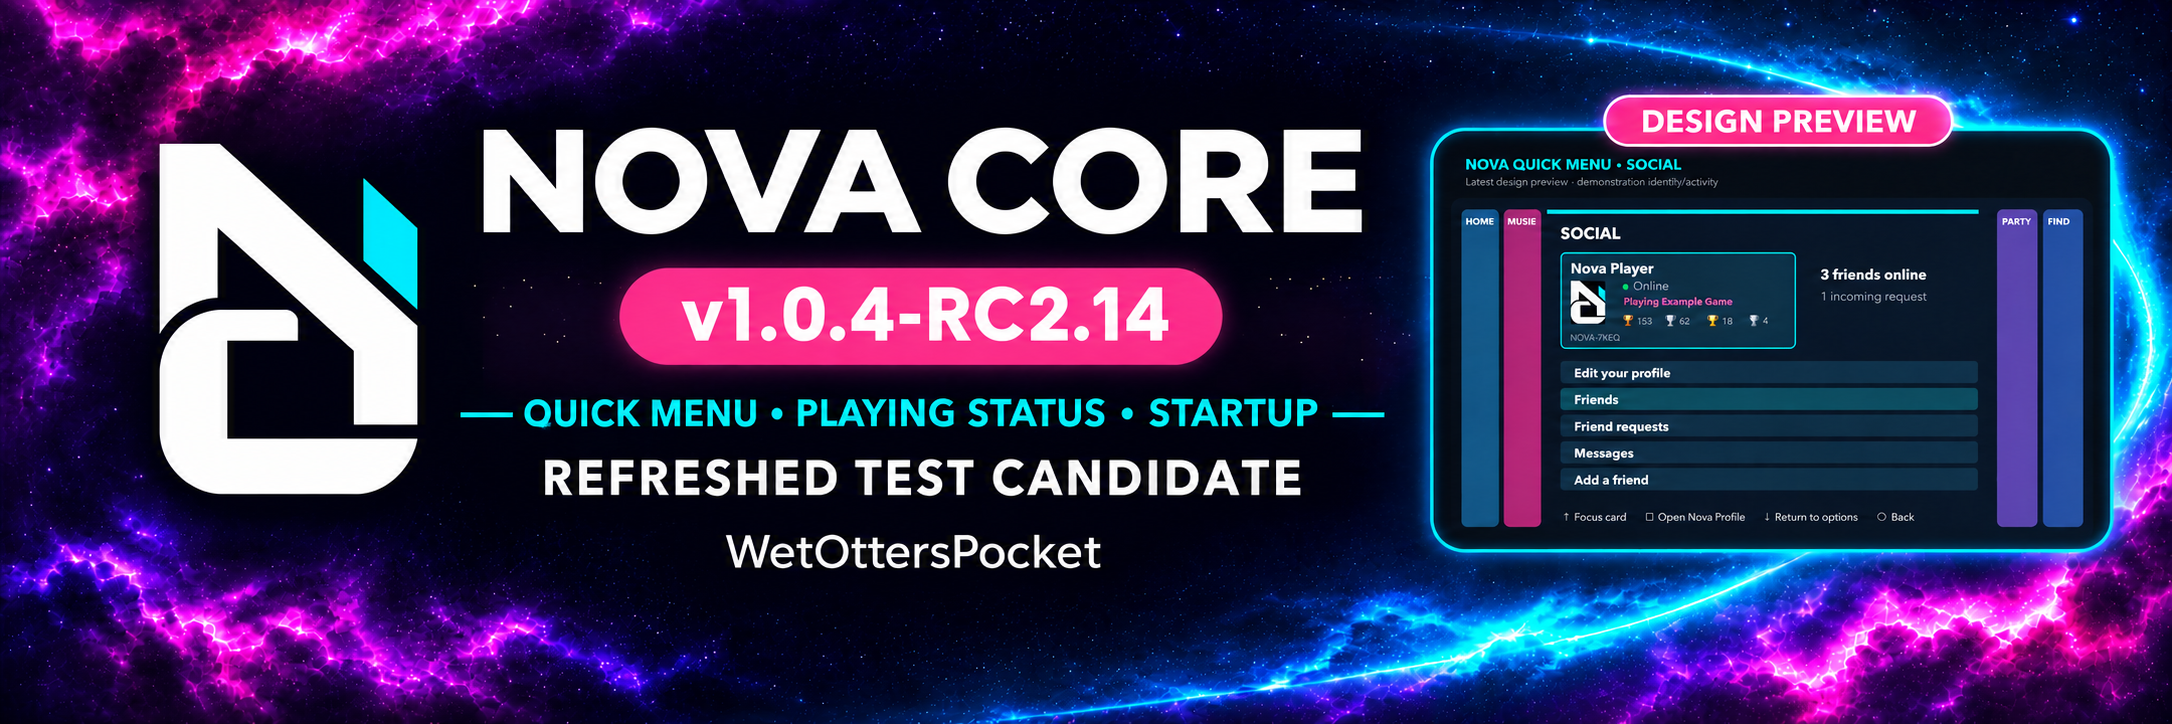 NOVA CORE
v1.0.4-RC2.14
QUICK MENU • PLAYING STATUS • STARTUP
REFRESHED TEST CANDIDATE
WetOttersPocket
DESIGN PREVIEW
NOVA QUICK MENU • SOCIAL
Latest design preview · demonstration identify/activity
HOME
MUSIE
SOCIAL
Nova Player
Online
Playing Example Game
153 62 18 4
NOVA-7KEQ
3 friends online
1 incoming request
PARTY
FIND
Edit your profile
Friends
Friend requests
Messages
Add a friend
↑ Focus card □ Open Nova Profile ↓ Return to options ○ Back